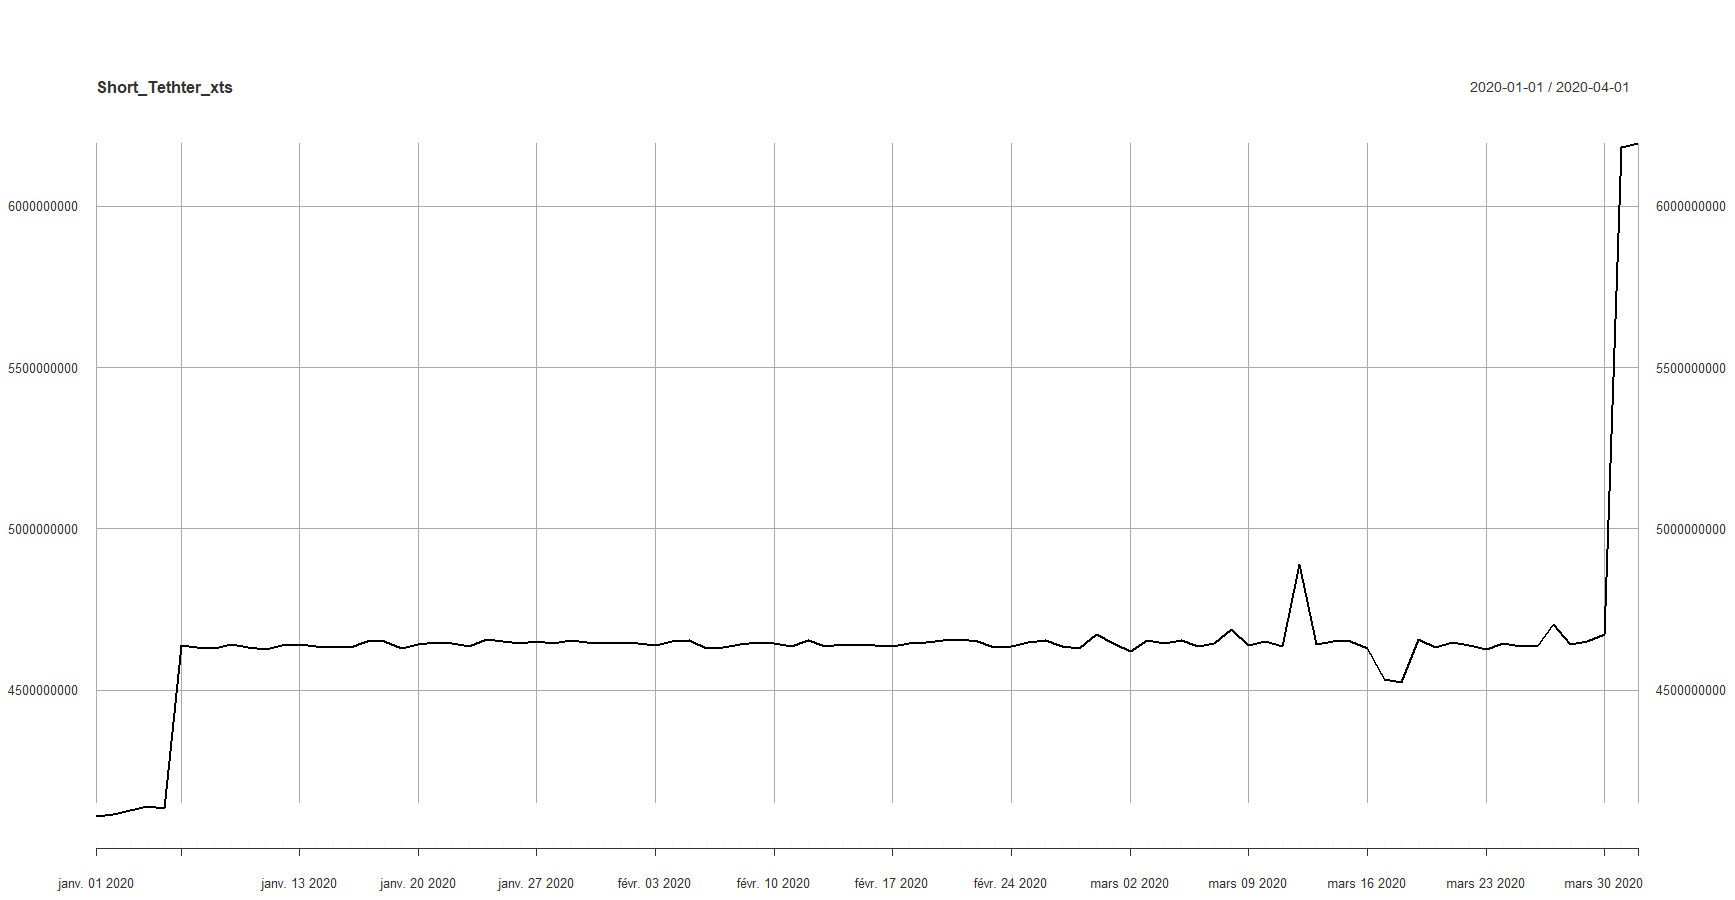 Short_Tethter_xts
2020-01-01 / 2020-04-01
6000000000
6000000000
5500000000
5500000000
5000000000
5000000000
4500000000
4500000000
janv. 01 2020
janv. 13 2020
janv. 20 2020
janv. 27 2020
févr. 03 2020
févr. 10 2020
févr. 17 2020
févr. 24 2020
mars 02 2020
mars 09 2020
mars 16 2020
mars 23 2020
mars 30 2020